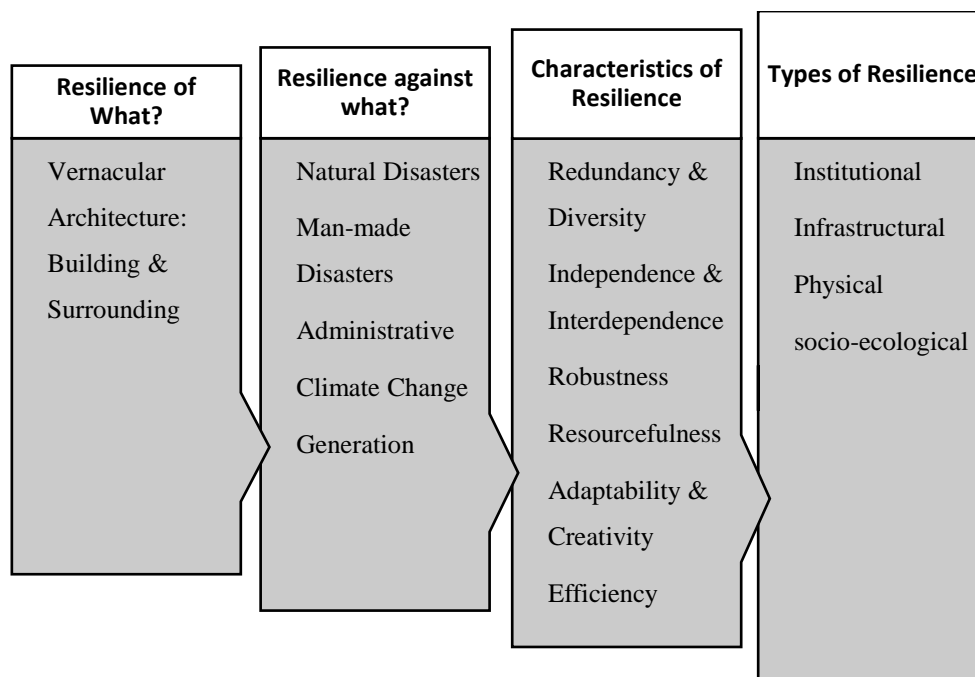 Resilience of
What?
Vernacular
Architecture:
Building &
Surrounding
Resilience against
what?
Natural Disasters
Man-made
Disasters
Administrative
Climate Change
Generation
Characteristics of
Resilience
Redundancy &
Diversity
Independence &
Interdependence
Robustness
Resourcefulness
Adaptability &
Creativity
Efficiency
Types of Resilience
Institutional
Infrastructural
Physical
socio-ecological